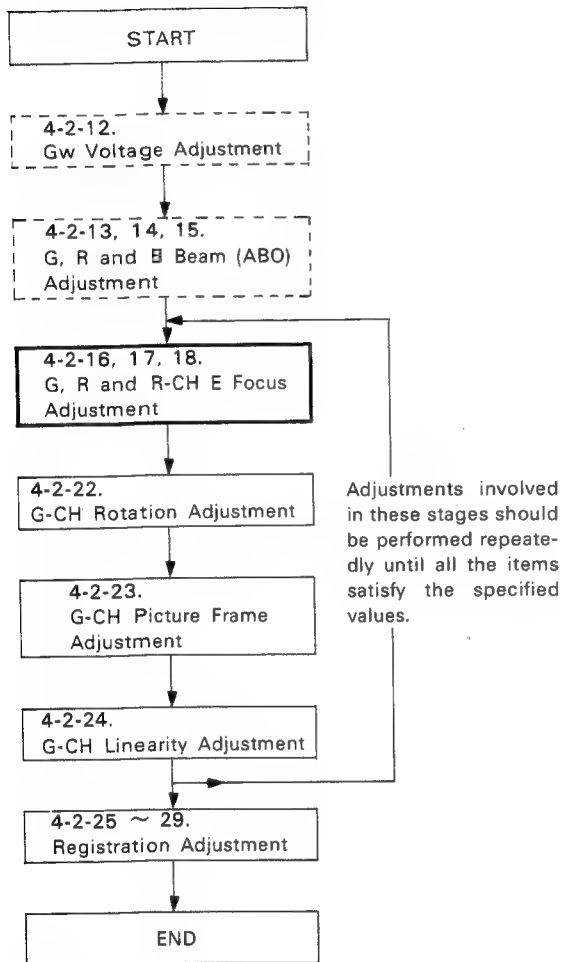 START
4-2-12.
Gw Voltage Adjustment
4-2-13, 14, 15.
G, R and B Beam (ABO)
Adjustment
4-2-16, 17, 18.
G, R and R-CH E Focus
Adjustment
4-2-22.
G-CH Rotation Adjustment
Adjustments involved
in these stages should
be performed repeate-
dly until all the items
satisfy the specified
values.
4-2-23.
G-CH Picture Frame
Adjustment
4-2-24.
G-CH Linearity Adjustment
4-2-25 ~ 29.
Registration Adjustment
END